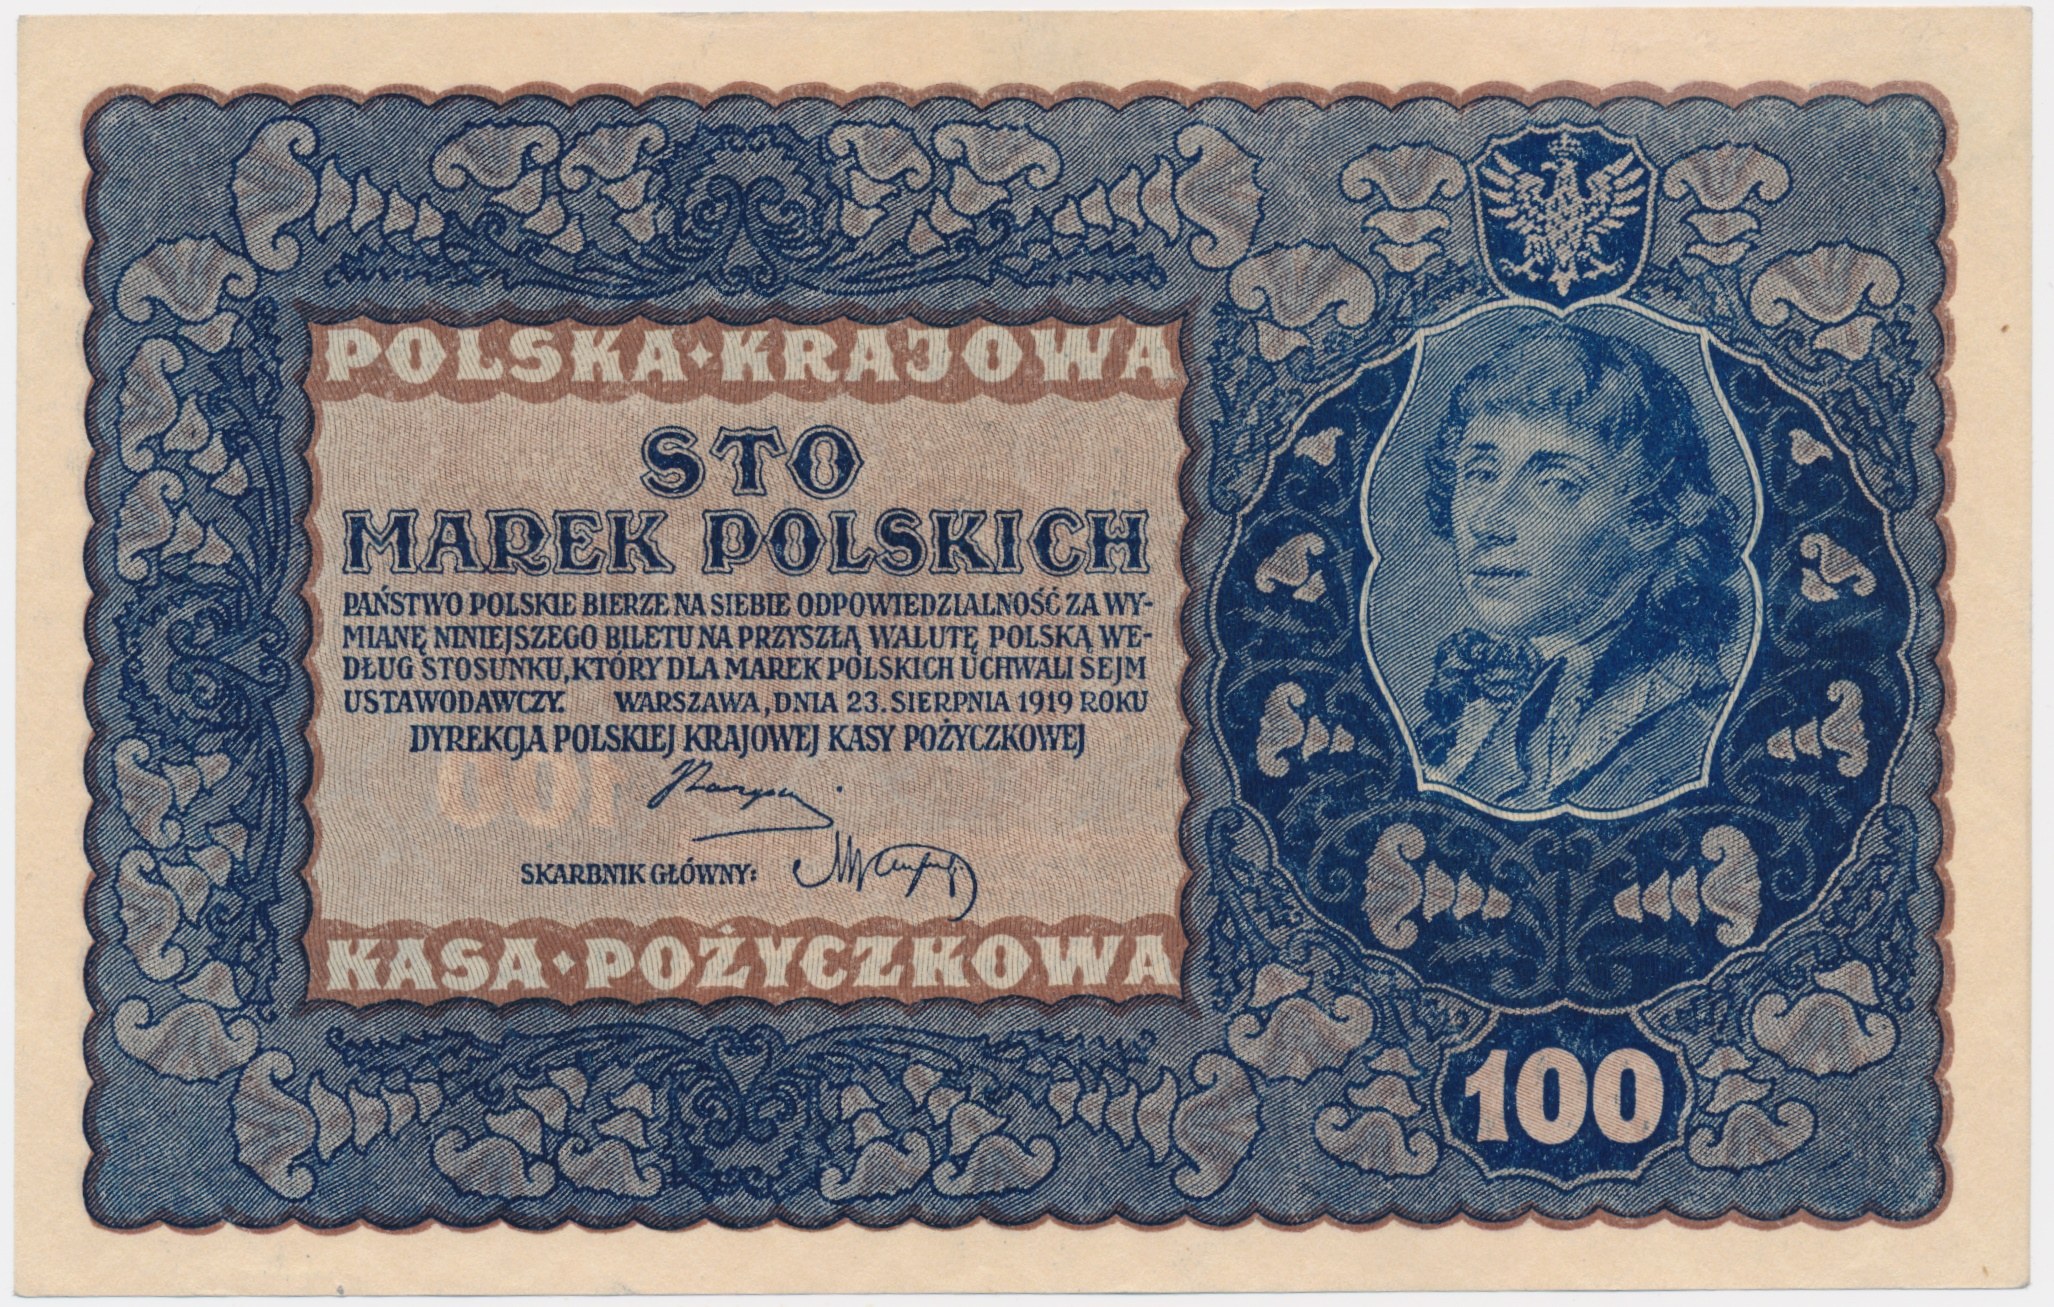 POLSKA·KRAJOWA
STO
MAREK POLSKICH
PAŃSTWO POLSKIE BIERZE NA SIEBIE ODPOWIEDZIALNOŚĆ ZA WY-
MIANĘ NINIEJSZEGO BILETU NA PRZYSZŁĄ WALUTĘ POLSKĄ WE-
DŁUG STOSUNKU, KTÓRY DLA MAREK POLSKICH UCHWALI SEJM
USTAWODAWCZY. WARSZAWA, DNIA 23. SIERPNIA 1919 ROKU
DYREKCJA POLSKIEJ KRAJOWEJ KASY POŻYCZKOWEJ
SKARBNIK GŁÓWNY:
KASA·POŻYCZKOWA
100